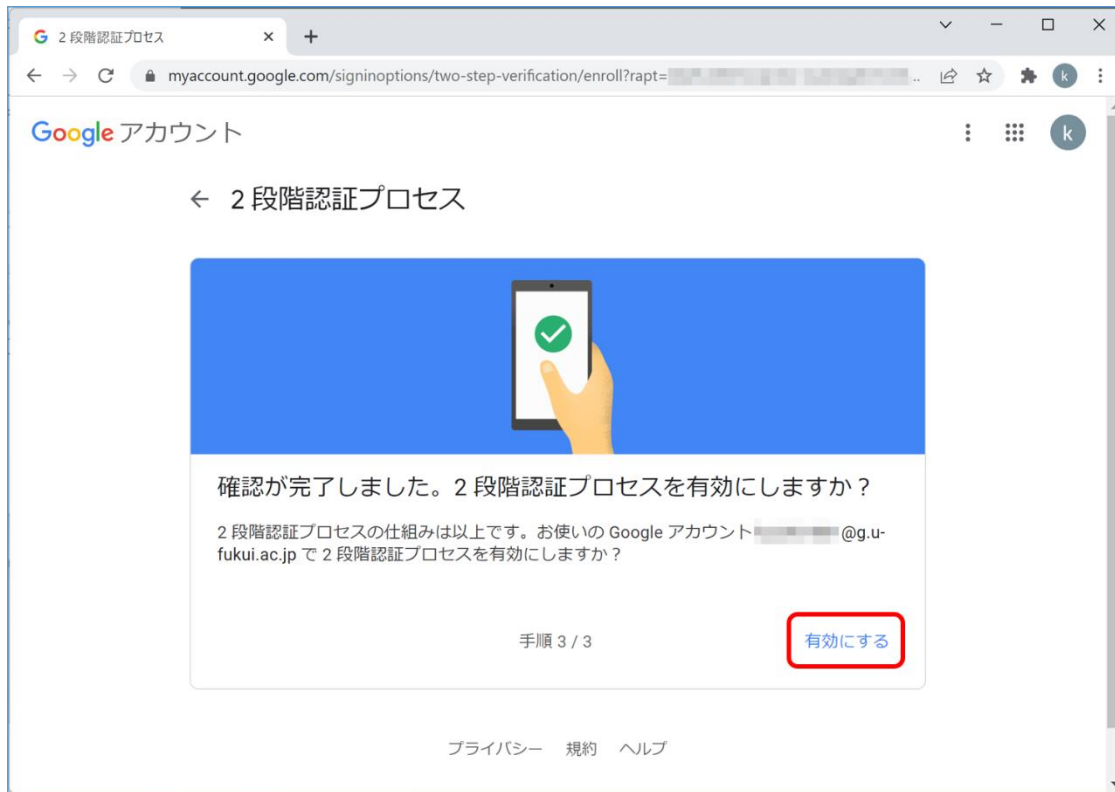 2 段階認証プロセス
myaccount.google.com/signinoptions/two-step-verification/enroll?rapt=
k
Google アカウント
k
2 段階認証プロセス
確認が完了しました。2 段階認証プロセスを有効にしますか？
2 段階認証プロセスの仕組みは以上です。お使いの Google アカウント @g.u-
fukui.ac.jp で 2 段階認証プロセスを有効にしますか？
手順 3 / 3
有効にする
プライバシー 規約 ヘルプ